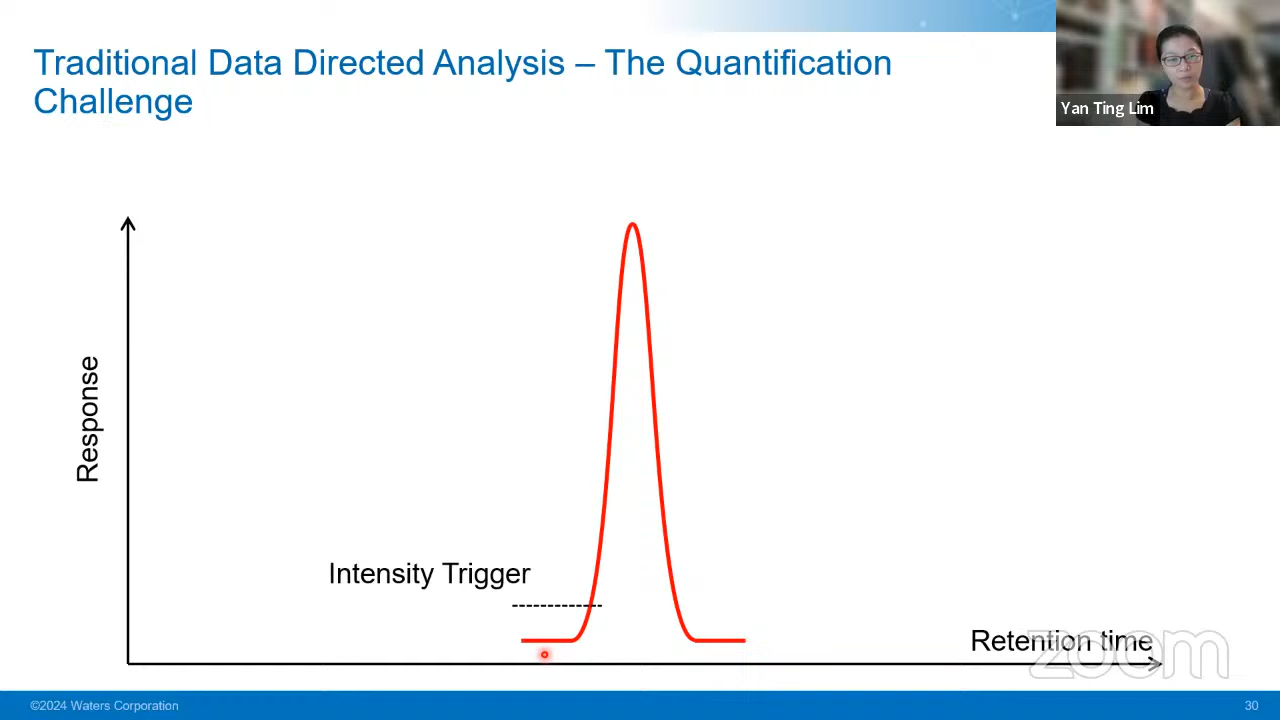 Traditional Data Directed Analysis – The Quantification
Challenge
Yan Ting Lim
Response
Intensity Trigger
Retention time
zoom
©2024 Waters Corporation
30